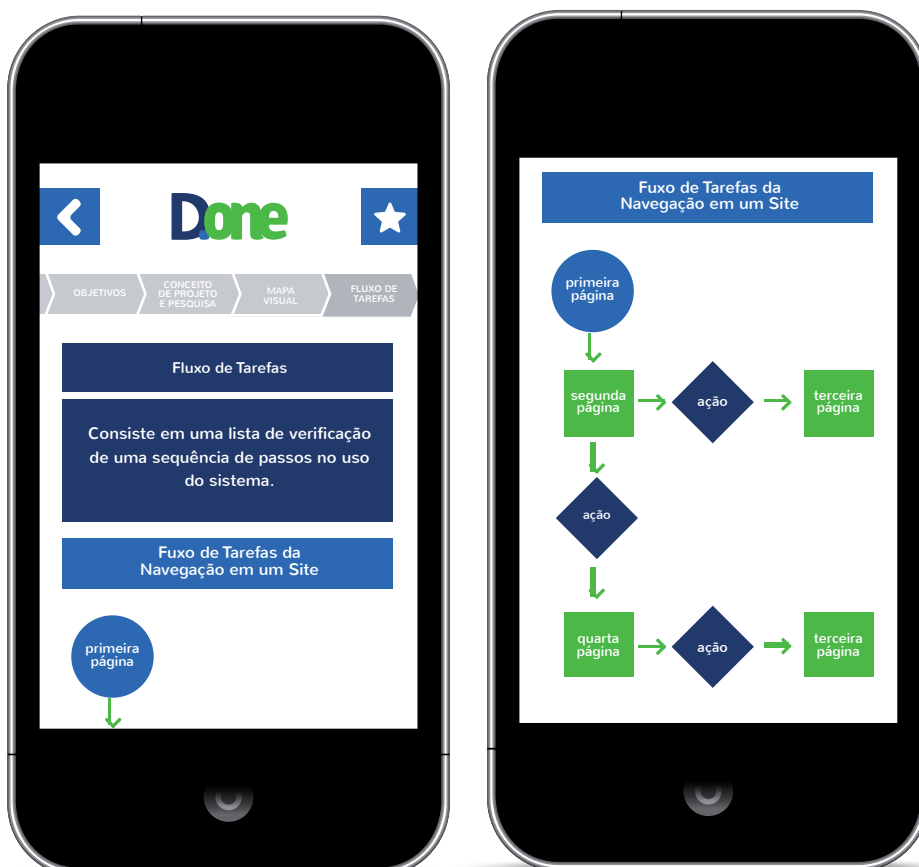 D.one
OBJETIVOS
CONCEITO
DE PROJETO
E PESQUISA
MAPA
VISUAL
FLUXO DE
TAREFAS
Fluxo de Tarefas
Consiste em uma lista de verificação
de uma sequência de passos no uso
do sistema.
Fuxo de Tarefas da
Navegação em um Site
primeira
página
Fuxo de Tarefas da
Navegação em um Site
primeira
página
segunda
página
ação
terceira
página
ação
quarta
página
ação
terceira
página